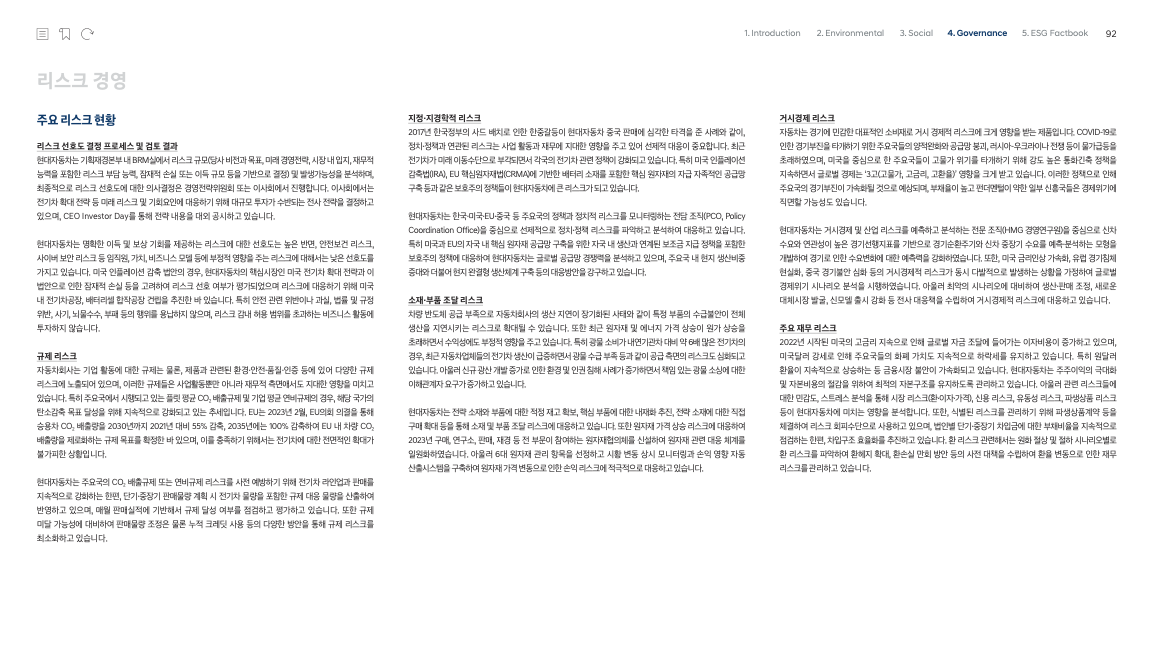 1. Introduction 2. Environmental 3. Social 4. Governance 5. ESG Factbook 92
리스크 경영
주요 리스크 현황
리스크 선호도 결정 프로세스 및 검토 결과
현대자동차는 기획재경본부 내 BRM실에서 리스크 규모(당사 비전과 목표, 미래 경영전략, 시장 내 입지, 재무적
능력을 포함한 리스크 부담 능력, 잠재적 손실 또는 이득 규모 등을 기반으로 결정) 및 발생가능성을 분석하며,
최종적으로 리스크 선호도에 대한 의사결정은 경영전략위원회 또는 이사회에서 진행합니다. 이사회에서는
전기차 확대 전략 등 미래 리스크 및 기회요인에 대응하기 위해 대규모 투자가 수반되는 전사 전략을 결정하고
있으며, CEO Investor Day를 통해 전략 내용을 대외 공시하고 있습니다.
현대자동차는 명확한 이득 및 보상 기회를 제공하는 리스크에 대한 선호도는 높은 반면, 안전보건 리스크,
사이버 보안 리스크 등 임직원, 가치, 비즈니스 모델 등에 부정적 영향을 주는 리스크에 대해서는 낮은 선호도를
가지고 있습니다. 미국 인플레이션 감축 법안의 경우, 현대자동차의 핵심시장인 미국 전기차 확대 전략과 이
법안으로 인한 잠재적 손실 등을 고려하여 리스크 선호 여부가 평가되었으며 리스크에 대응하기 위해 미국
내 전기차공장, 배터리셀 합작공장 건립을 추진한 바 있습니다. 특히 안전 관련 위반이나 과실, 법률 및 규정
위반, 사기, 뇌물수수, 부패 등의 행위를 용납하지 않으며, 리스크 감내 허용 범위를 초과하는 비즈니스 활동에
투자하지 않습니다.
규제 리스크
자동차회사는 기업 활동에 대한 규제는 물론, 제품과 관련된 환경·안전·품질·인증 등에 있어 다양한 규제
리스크에 노출되어 있으며, 이러한 규제들은 사업활동뿐만 아니라 재무적 측면에서도 지대한 영향을 미치고
있습니다. 특히 주요국에서 시행되고 있는 플릿 평균 CO₂ 배출규제 및 기업 평균 연비규제의 경우, 해당 국가의
탄소감축 목표 달성을 위해 지속적으로 강화되고 있는 추세입니다. EU는 2023년 2월, EU의회 의결을 통해
승용차 CO₂ 배출량을 2030년까지 2021년 대비 55% 감축, 2035년에는 100% 감축하여 EU 내 차량 CO₂
배출량을 제로화하는 규제 목표를 확정한 바 있으며, 이를 충족하기 위해서는 전기차에 대한 전면적인 확대가
불가피한 상황입니다.
현대자동차는 주요국의 CO₂ 배출규제 또는 연비규제 리스크를 사전 예방하기 위해 전기차 라인업과 판매를
지속적으로 강화하는 한편, 단기·중장기 판매물량 계획 시 전기차 물량을 포함한 규제 대응 물량을 산출하여
반영하고 있으며, 매월 판매실적에 기반해서 규제 달성 여부를 점검하고 평가하고 있습니다. 또한 규제
미달 가능성에 대비하여 판매물량 조정은 물론 누적 크레딧 사용 등의 다양한 방안을 통해 규제 리스크를
최소화하고 있습니다.
지정·지경학적 리스크
2017년 한국정부의 사드 배치로 인한 한중갈등이 현대자동차 중국 판매에 심각한 타격을 준 사례와 같이,
정치·정책과 연관된 리스크는 사업 활동과 재무에 지대한 영향을 주고 있어 선제적 대응이 중요합니다. 최근
전기차가 미래 이동수단으로 부각되면서 각국의 전기차 관련 정책이 강화되고 있습니다. 특히 미국 인플레이션
감축법(IRA), EU 핵심원자재법(CRMA)에 기반한 배터리 소재를 포함한 핵심 원자재의 자급 자족적인 공급망
구축 등과 같은 보호주의 정책들이 현대자동차에 큰 리스크가 되고 있습니다.
현대자동차는 한국·미국·EU·중국 등 주요국의 정책과 정치적 리스크를 모니터링하는 전담 조직(PCO, Policy
Coordination Office)을 중심으로 선제적으로 정치·정책 리스크를 파악하고 분석하여 대응하고 있습니다.
특히 미국과 EU의 자국 내 핵심 원자재 공급망 구축을 위한 자국 내 생산과 연계된 보조금 지급 정책을 포함한
보호주의 정책에 대응하여 현대자동차는 글로벌 공급망 경쟁력을 분석하고 있으며, 주요국 내 현지 생산비중
증대와 더불어 현지 완결형 생산체계 구축 등의 대응방안을 강구하고 있습니다.
소재·부품 조달 리스크
차량 반도체 공급 부족으로 자동차회사의 생산 지연이 장기화된 사태와 같이 특정 부품의 수급불안이 전체
생산을 지연시키는 리스크로 확대될 수 있습니다. 또한 최근 원자재 및 에너지 가격 상승이 원가 상승을
초래하면서 수익성에도 부정적 영향을 주고 있습니다. 특히 광물 소비가 내연기관차 대비 약 6배 많은 전기차의
경우, 최근 자동차업체들의 전기차 생산이 급증하면서 광물 수급 부족 등과 같이 공급 측면의 리스크도 심화되고
있습니다. 아울러 신규 광산 개발 증가로 인한 환경 및 인권 침해 사례가 증가하면서 책임 있는 광물 소싱에 대한
이해관계자 요구가 증가하고 있습니다.
현대자동차는 전략 소재와 부품에 대한 적정 재고 확보, 핵심 부품에 대한 내재화 추진, 전략 소재에 대한 직접
구매 확대 등을 통해 소재 및 부품 조달 리스크에 대응하고 있습니다. 또한 원자재 가격 상승 리스크에 대응하여
2023년 구매, 연구소, 판매, 재경 등 전 부문이 참여하는 원자재협의체를 신설하여 원자재 관련 대응 체계를
일원화하였습니다. 아울러 6대 원자재 관리 항목을 선정하고 시황 변동 상시 모니터링과 손익 영향 자동
산출시스템을 구축하여 원자재 가격 변동으로 인한 손익 리스크에 적극적으로 대응하고 있습니다.
거시경제 리스크
자동차는 경기에 민감한 대표적인 소비재로 거시 경제적 리스크에 크게 영향을 받는 제품입니다. COVID-19로
인한 경기부진을 타개하기 위한 주요국들의 양적완화와 공급망 붕괴, 러시아-우크라이나 전쟁 등이 물가급등을
초래하였으며, 미국을 중심으로 한 주요국들이 고물가 위기를 타개하기 위해 강도 높은 통화긴축 정책을
지속하면서 글로벌 경제는 '3고(고물가, 고금리, 고환율)' 영향을 크게 받고 있습니다. 이러한 정책으로 인해
주요국의 경기부진이 가속화될 것으로 예상되며, 부채율이 높고 펀더멘털이 약한 일부 신흥국들은 경제위기에
직면할 가능성도 있습니다.
현대자동차는 거시경제 및 산업 리스크를 예측하고 분석하는 전문 조직(HMG 경영연구원)을 중심으로 신차
수요와 연관성이 높은 경기선행지표를 기반으로 경기순환주기와 신차 중장기 수요를 예측·분석하는 모형을
개발하여 경기로 인한 수요변화에 대한 예측력을 강화하였습니다. 또한, 미국 금리인상 가속화, 유럽 경기침체
현실화, 중국 경기불안 심화 등의 거시경제적 리스크가 동시 다발적으로 발생하는 상황을 가정하여 글로벌
경제위기 시나리오 분석을 시행하였습니다. 아울러 최악의 시나리오에 대비하여 생산·판매 조정, 새로운
대체시장 발굴, 신모델 출시 강화 등 전사 대응책을 수립하여 거시경제적 리스크에 대응하고 있습니다.
주요 재무 리스크
2022년 시작된 미국의 고금리 지속으로 인해 글로벌 자금 조달에 들어가는 이자비용이 증가하고 있으며,
미국달러 강세로 인해 주요국들의 화폐 가치도 지속적으로 하락세를 유지하고 있습니다. 특히 원달러
환율이 지속적으로 상승하는 등 금융시장 불안이 가속화되고 있습니다. 현대자동차는 주주이익의 극대화
및 자본비용의 절감을 위하여 최적의 자본구조를 유지하도록 관리하고 있습니다. 아울러 관련 리스크들에
대한 민감도, 스트레스 분석을 통해 시장 리스크(환·이자·가격), 신용 리스크, 유동성 리스크, 파생상품 리스크
등이 현대자동차에 미치는 영향을 분석합니다. 또한, 식별된 리스크를 관리하기 위해 파생상품계약 등을
체결하여 리스크 회피수단으로 사용하고 있으며, 법인별 단기·중장기 차입금에 대한 부채비율을 지속적으로
점검하는 한편, 차입구조 효율화를 추진하고 있습니다. 환 리스크 관련해서는 원화 절상 및 절하 시나리오별로
환 리스크를 파악하여 환헤지 확대, 환손실 만회 방안 등의 사전 대책을 수립하여 환율 변동으로 인한 재무
리스크를 관리하고 있습니다.